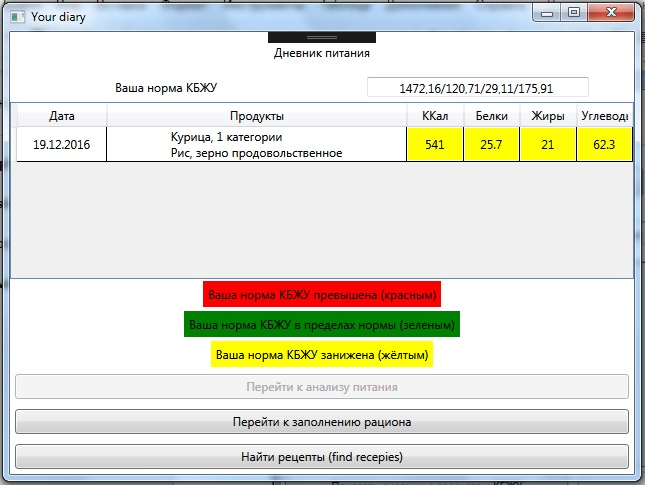 Your diary
Дневник питания
Ваша норма КБЖУ 1472,16/120,71/29,11/175,91
Дата Продукты ККал Белки Жиры Углеводы
19.12.2016 Курица, 1 категории 541 25.7 21 62.3
Рис, зерно продовольственное
Ваша норма КБЖУ превышена (красным)
Ваша норма КБЖУ в пределах нормы (зеленым)
Ваша норма КБЖУ занижена (жёлтым)
Перейти к анализу питания
Перейти к заполнению рациона
Найти рецепты (find recepies)